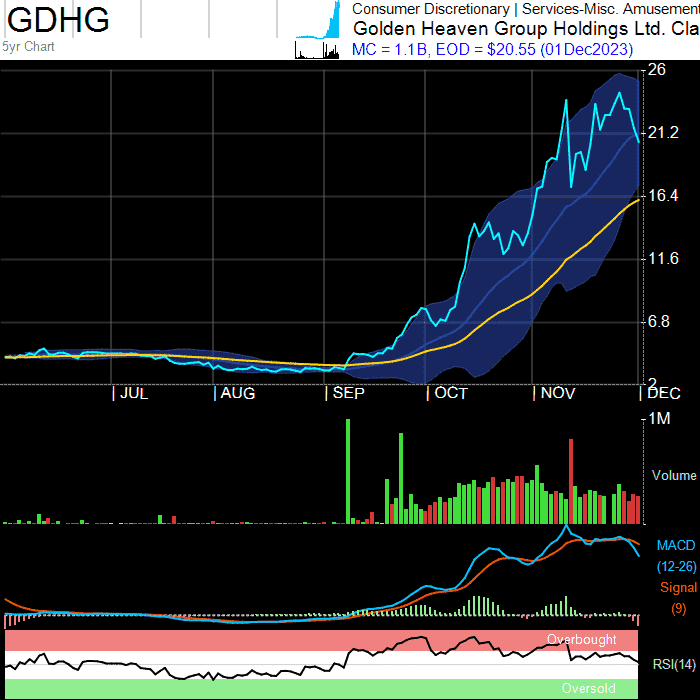 GDHG
Consumer Discretionary | Services-Misc. Amusement
5yr Chart
Golden Heaven Group Holdings Ltd. Cla
MC = 1.1B, EOD = $20.55 (01Dec2023)
26
21.2
16.4
11.6
6.8
2
JUL AUG SEP OCT NOV DEC
1M
Volume
MACD
(12-26)
Signal
(9)
Overbought
RSI(14)
Oversold